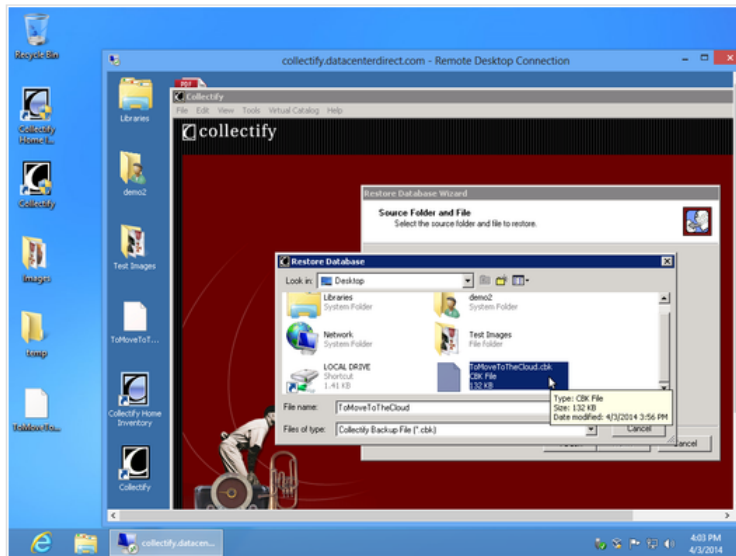 Recycle Bin
collectify.datacenterdirect.com - Remote Desktop Connection
Libraries
PDF
Collectify
File Edit View Tools Virtual Catalog Help
collectify
Collectify
Home I...
demo2
Restore Database Wizard
Source Folder and File
Select the source folder and file to restore.
Collectify
Test Images
Restore Database
Look in:
Desktop
Libraries
System Folder
demo2
System Folder
Images
Network
System Folder
Test Images
File folder
ToMoveToT...
LOCAL DRIVE
Shortcut
1.41 KB
ToMoveToTheCloud.cbk
CBK File
132 KB
temp
Type: CBK File
Size: 132 KB
Date modified: 4/3/2014 3:56 PM
File name:
ToMoveToTheCloud
Files of type:
Collectify Backup File (*.cbk)
Cancel
Cancel
Collectify Home
Inventory
ToMoveTo...
Collectify
collectify.datacen...
4:03 PM
4/3/2014